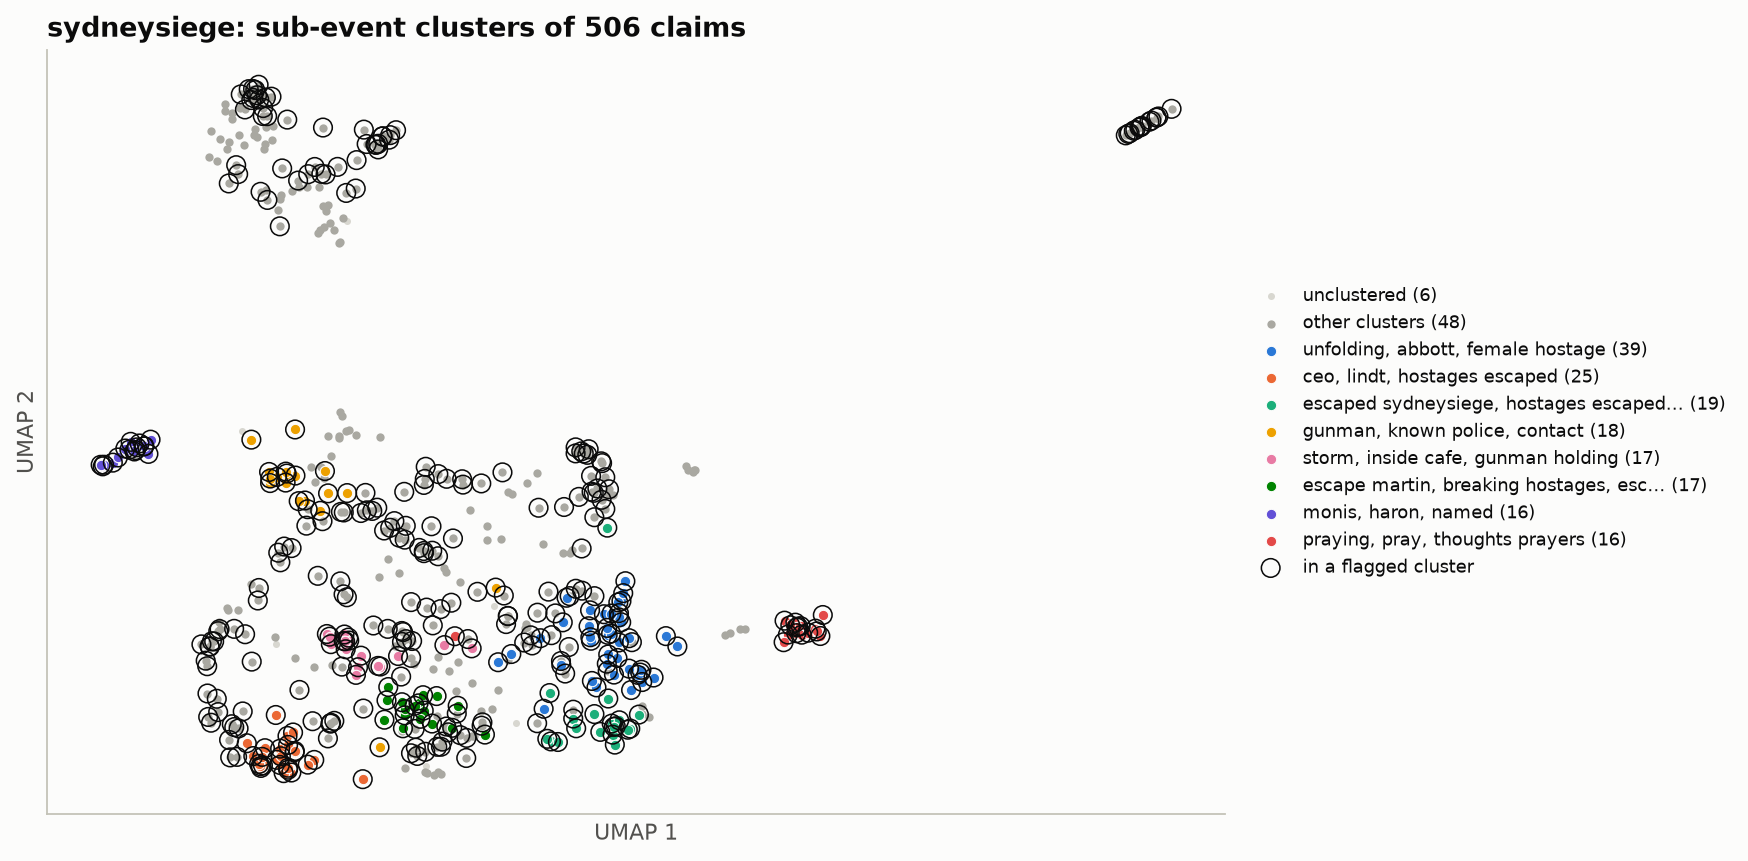 sydneysiege: sub-event clusters of 506 claims
UMAP 2
UMAP 1
unclustered (6)
other clusters (48)
unfolding, abbott, female hostage (39)
ceo, lindt, hostages escaped (25)
escaped sydneysiege, hostages escaped... (19)
gunman, known police, contact (18)
storm, inside cafe, gunman holding (17)
escape martin, breaking hostages, esc... (17)
monis, haron, named (16)
praying, pray, thoughts prayers (16)
in a flagged cluster